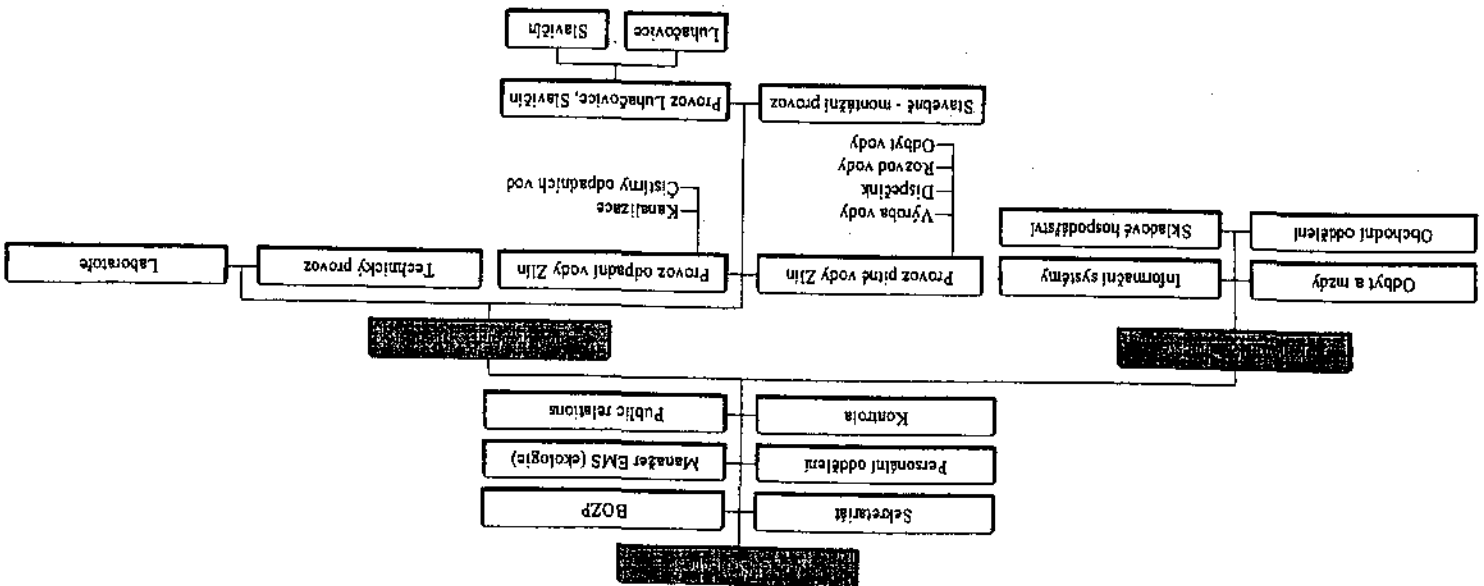 Sekretariát
BOZP
Personální oddělení
Manažer EMS (ekologie)
Kontrola
Public relations
Odbyt a mzdy
Informační systémy
Obchodní oddělení
Skladové hospodářství
Provoz pitné vody Zlín
Výroba vody
Dispečink
Rozvod vody
Odbyt vody
Provoz odpadní vody Zlín
Kanalizace
Čistírny odpadních vod
Technický provoz
Laboratoře
Stavebně - montážní provoz
Provoz Luhačovice, Slavičín
Luhačovice
Slavičín